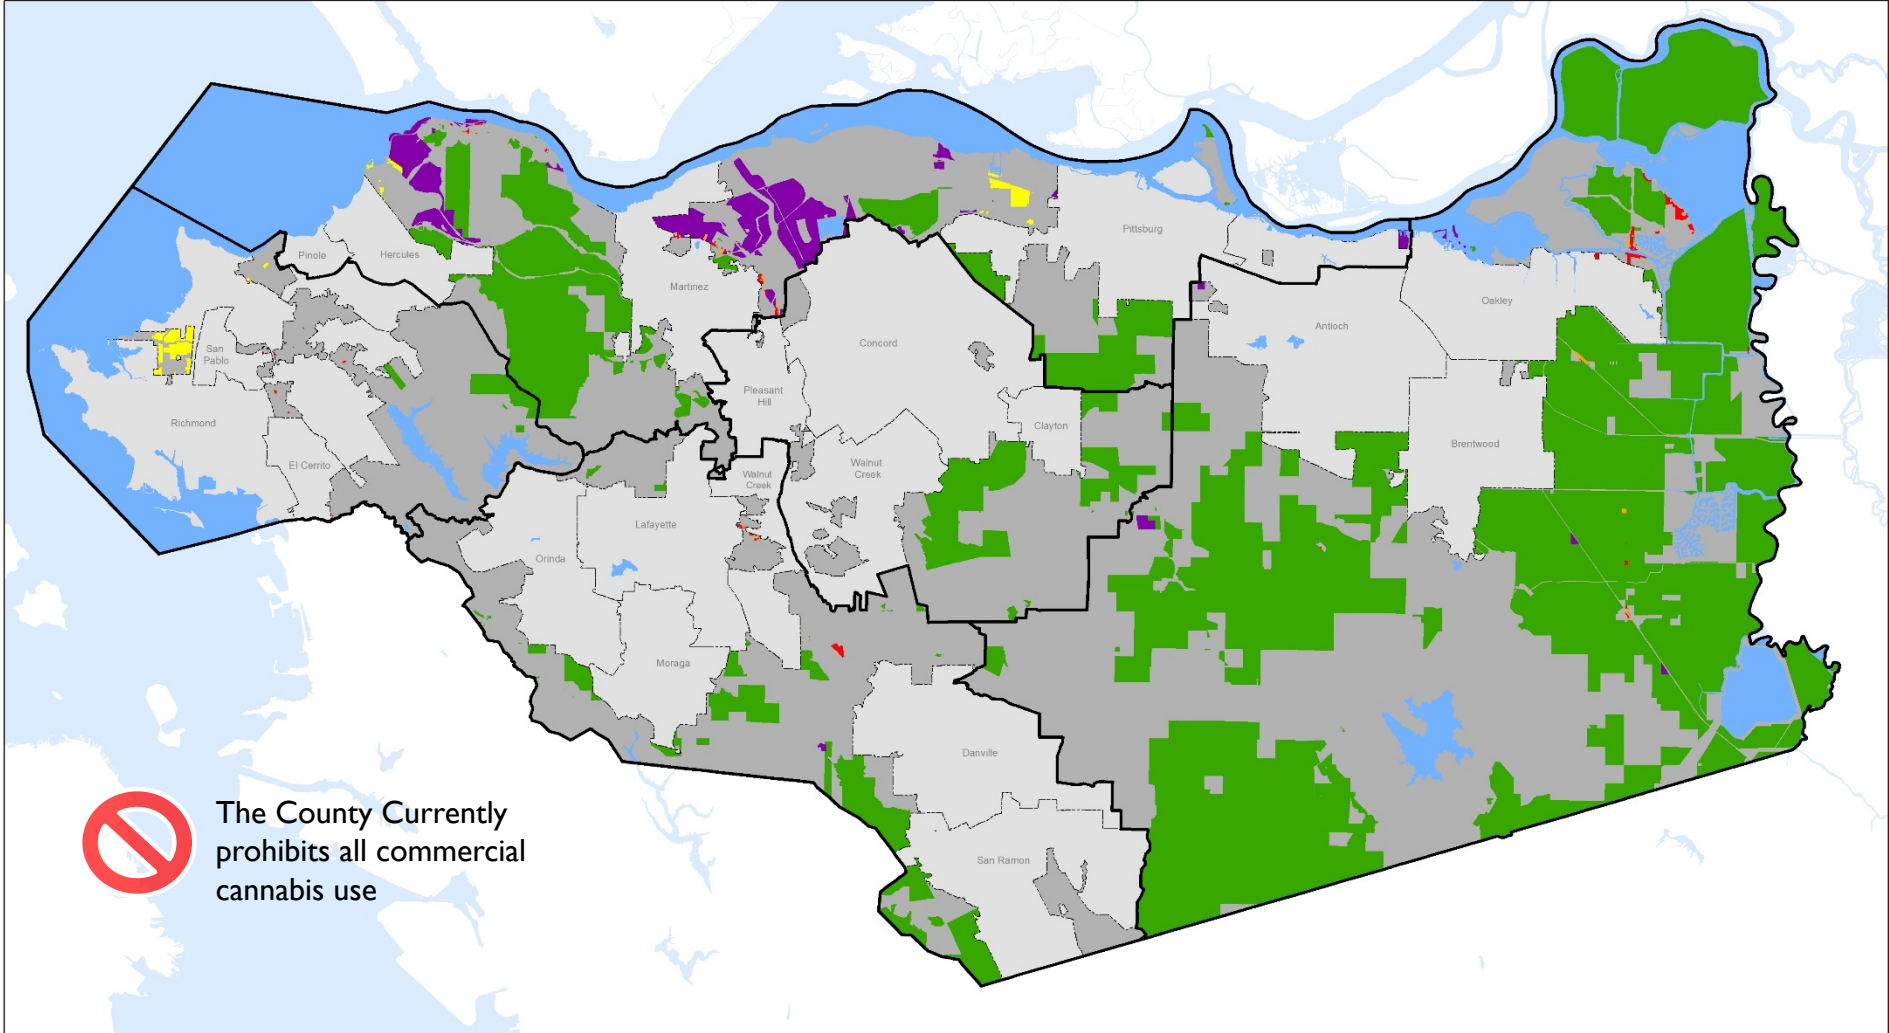 Pittsburg
Pinole
Hercules
Martinez
Oakley
Antioch
Concord
San
Pablo
Pleasant
Hill
Richmond
Clayton
Brentwood
El Cerrito
Walnut
Creek
Walnut
Creek
Lafayette
Orinda
Moraga
Danville
San Ramon
The County Currently
prohibits all commercial
cannabis use